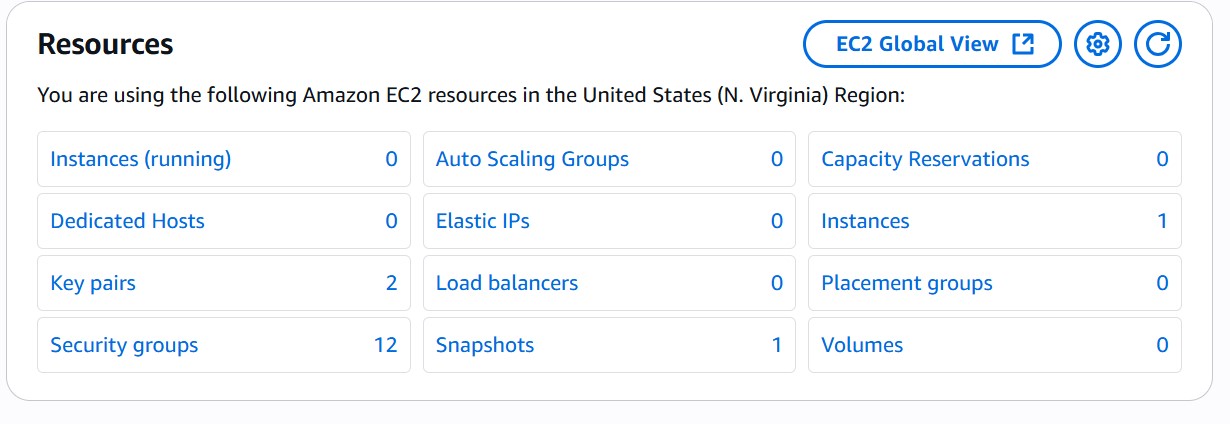 Resources
EC2 Global View
You are using the following Amazon EC2 resources in the United States (N. Virginia) Region:
Instances (running) 0
Auto Scaling Groups 0
Capacity Reservations 0
Dedicated Hosts 0
Elastic IPs 0
Instances 1
Key pairs 2
Load balancers 0
Placement groups 0
Security groups 12
Snapshots 1
Volumes 0